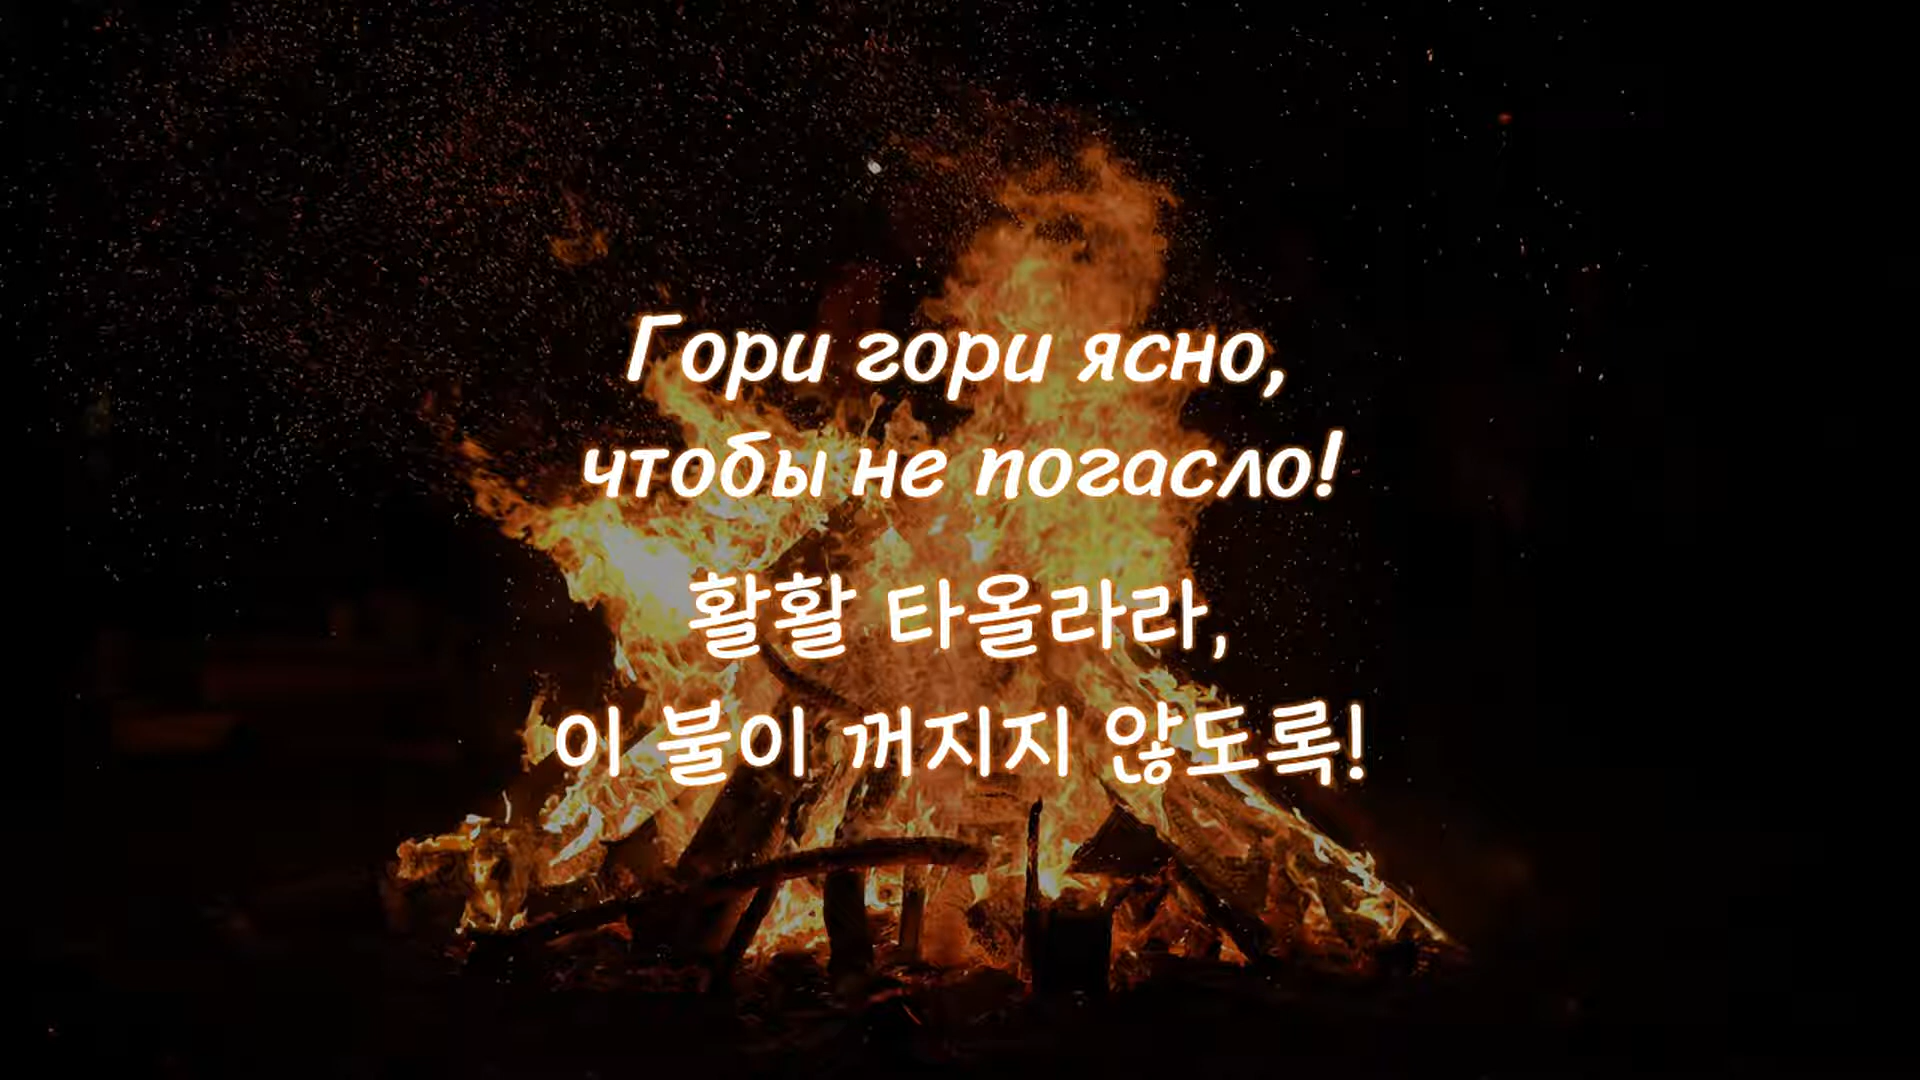 Гори гори ясно,
чтобы не погасло!
활활 타올라라,
이 불이 꺼지지 않도록!